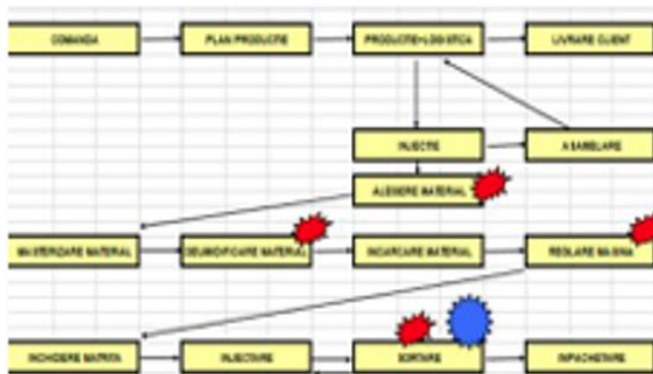 COMANDA
PLAN PRODUCTIE
PRODUCTIE+LOGISTICA
LIVRARE CLIENT
INJECTIE
ASAMBLARE
ALEGERE MATERIAL
MASTERIZARE MATERIAL
DEUMIDIFICARE MATERIAL
INCARCARE MATERIAL
REGLARE MASINA
INCHIDERE MATRITA
INJECTARE
SORTARE
IMPACHETARE